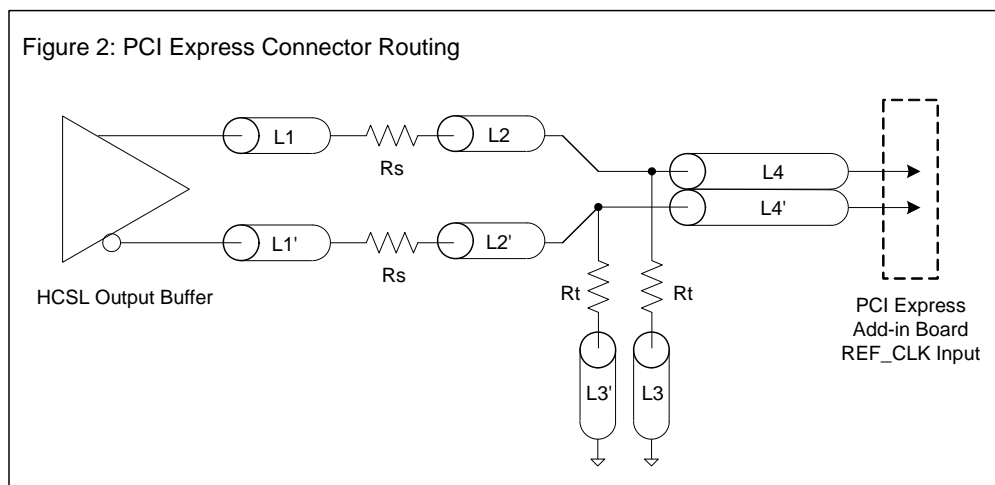 Figure 2: PCI Express Connector Routing
L1
Rs
L2
L4
L4'
L1'
Rs
L2'
HCSL Output Buffer
Rt
Rt
L3'
L3
PCI Express
Add-in Board
REF_CLK Input